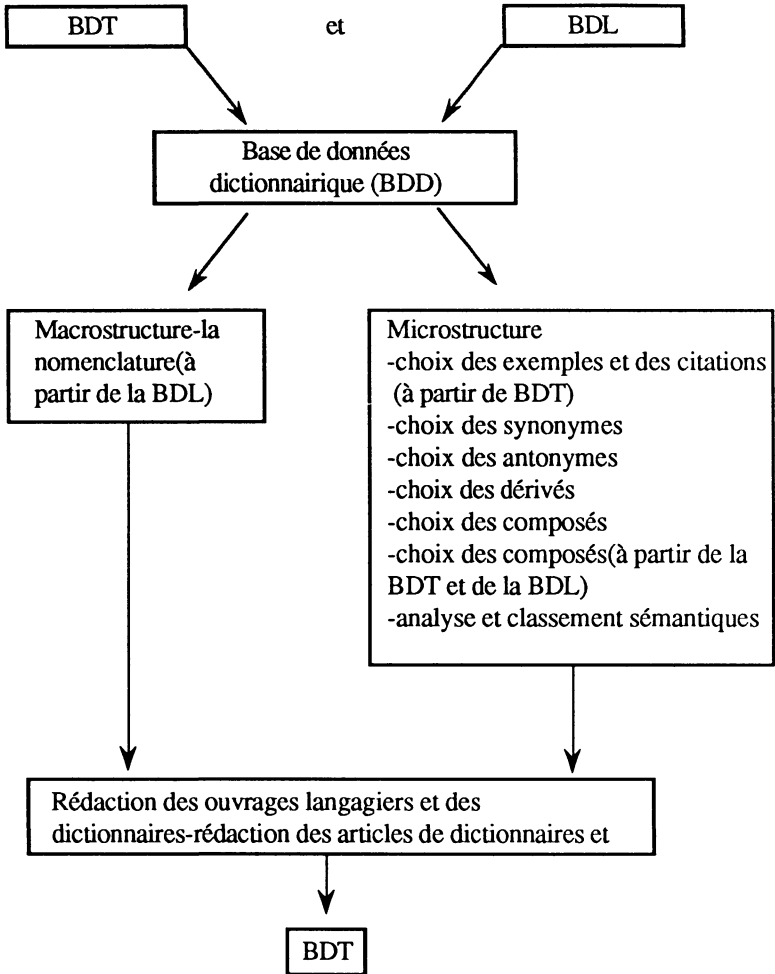 BDT et BDL
Base de données
dictionnairique (BDD)
Macrostructure-la
nomenclature(à
partir de la BDL)
Microstructure
-choix des exemples et des citations
(à partir de BDT)
-choix des synonymes
-choix des antonymes
-choix des dérivés
-choix des composés
-choix des composés(à partir de la
BDT et de la BDL)
-analyse et classement sémantiques
Rédaction des ouvrages langagiers et des
dictionnaires-rédaction des articles de dictionnaires et
BDT